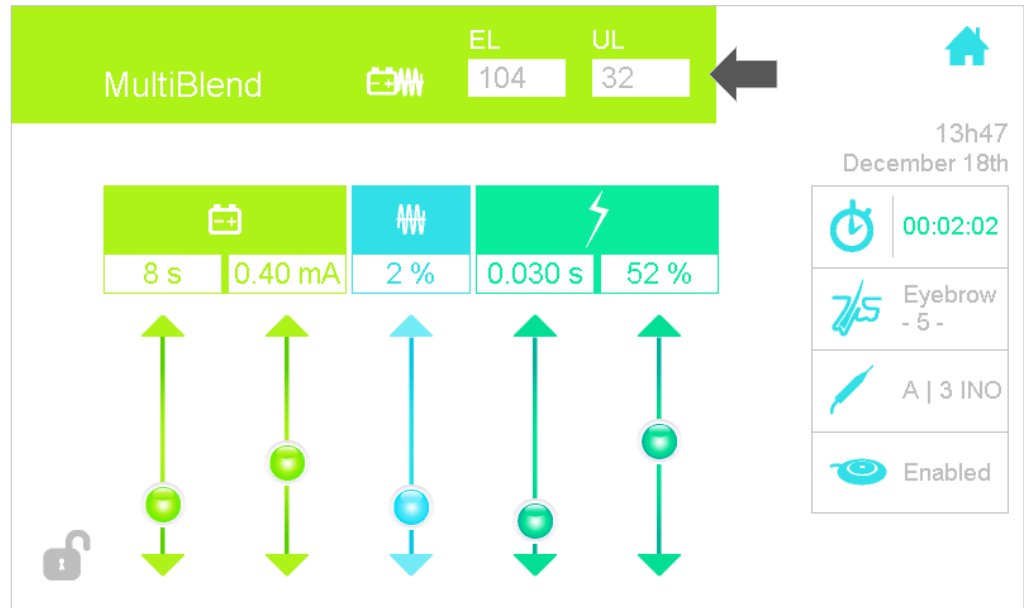 EL UL
MultiBlend 104 32
13h47
December 18th
8 s 0.40 mA 2 % 0.030 s 52 %
00:02:02
Eyebrow
- 5 -
A | 3 INO
Enabled